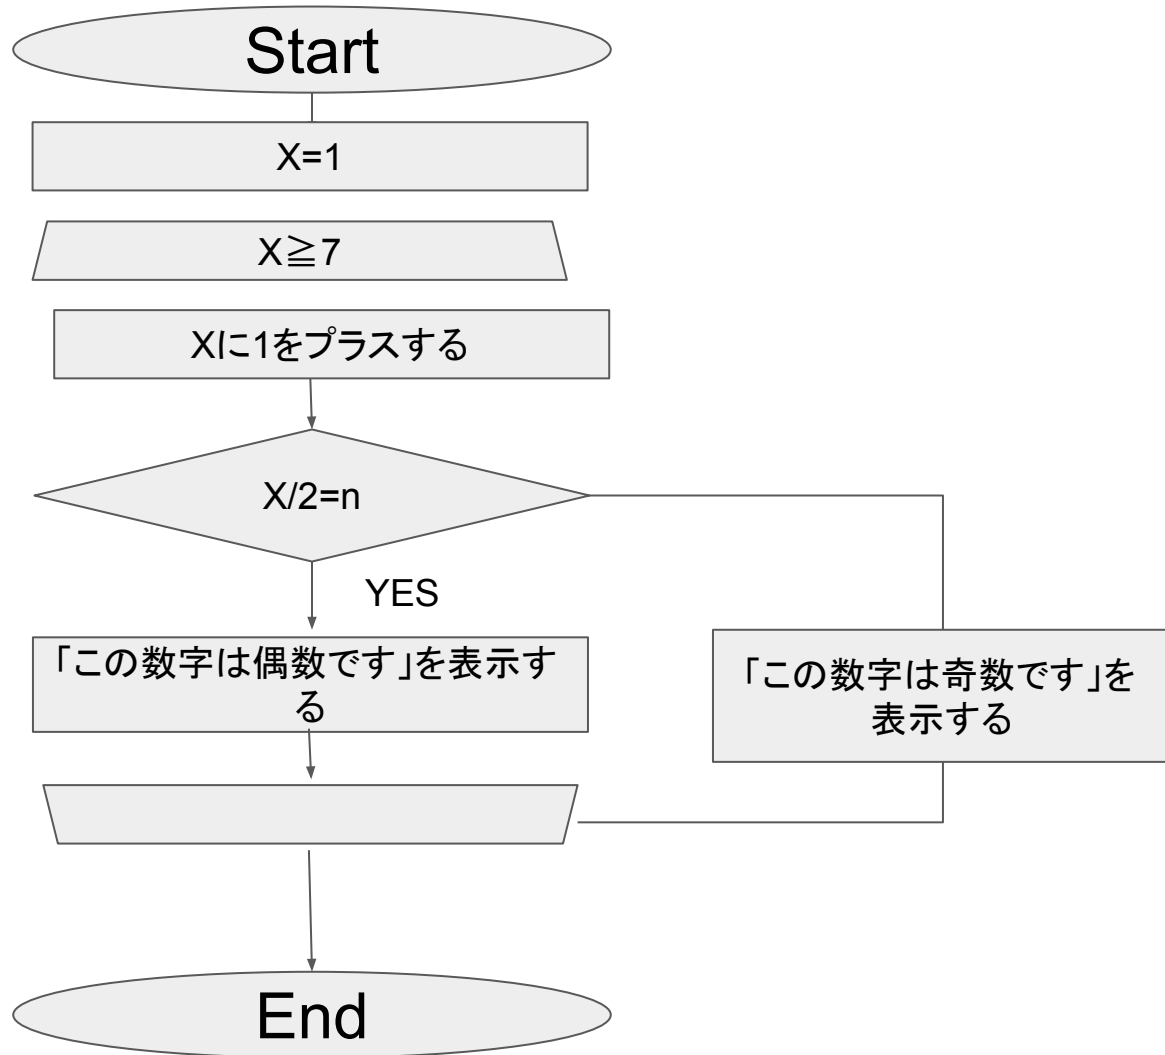 Start
X=1
X≧7
Xに1をプラスする
X/2=n
YES
「この数字は偶数です」を表示す
る
「この数字は奇数です」を
表示する
End